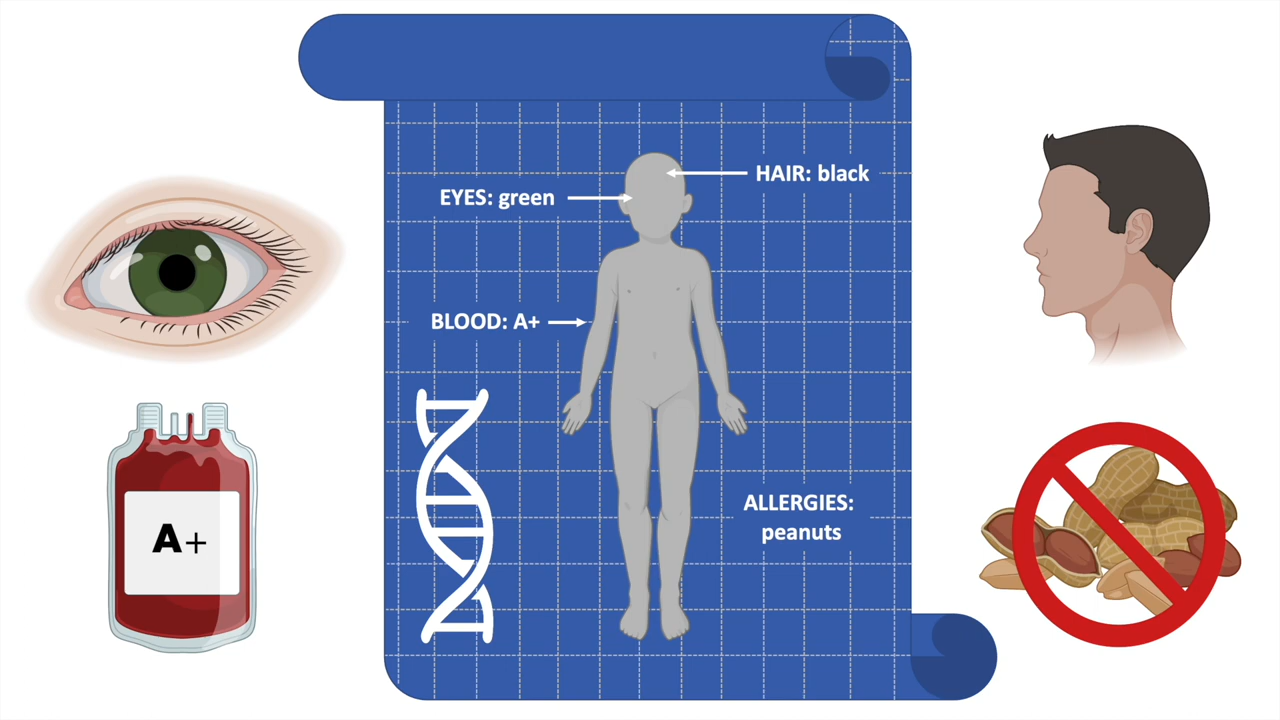 HAIR: black
EYES: green
BLOOD: A+
ALLERGIES:
peanuts
A+